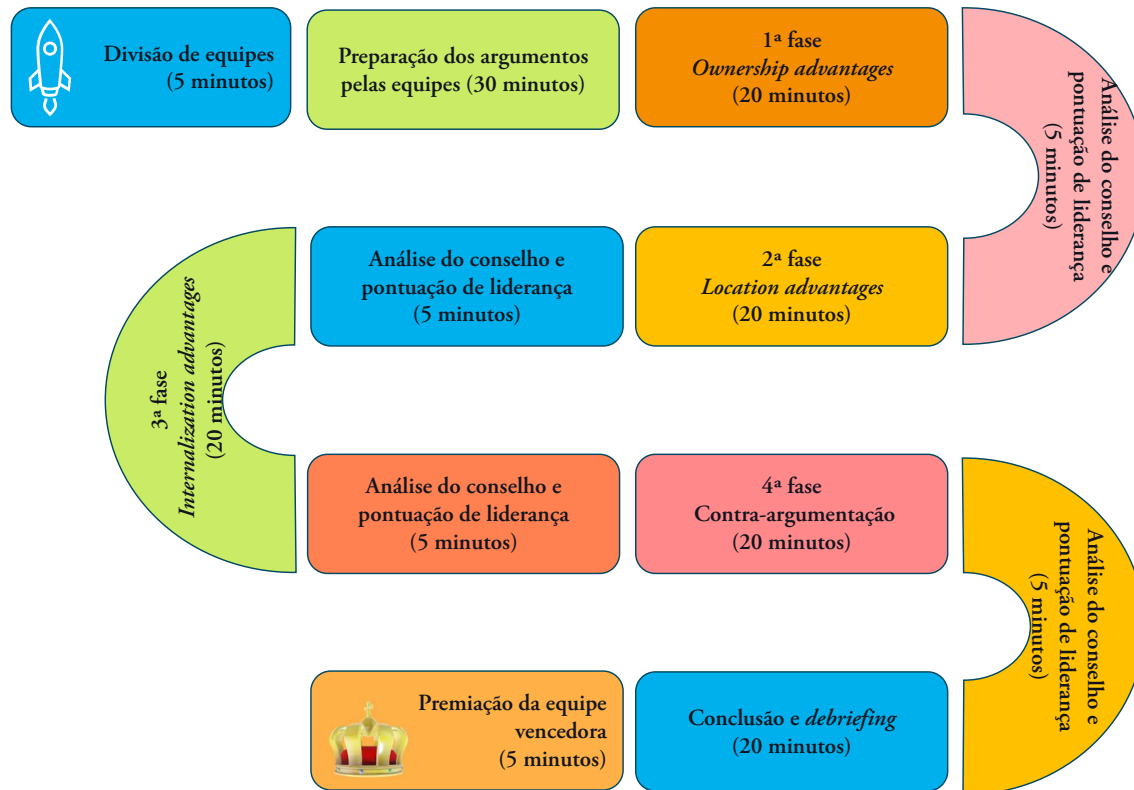 Divisão de equipes
(5 minutos)
Preparação dos argumentos
pelas equipes (30 minutos)
1ª fase
Ownership advantages
(20 minutos)
Análise do conselho e
pontuação de liderança
(5 minutos)
2ª fase
Location advantages
(20 minutos)
Análise do conselho e
pontuação de liderança
(5 minutos)
3ª fase
Internalization advantages
(20 minutos)
Análise do conselho e
pontuação de liderança
(5 minutos)
4ª fase
Contra-argumentação
(20 minutos)
Análise do conselho e
pontuação de liderança
(5 minutos)
Conclusão e debriefing
(20 minutos)
Premiação da equipe
vencedora
(5 minutos)